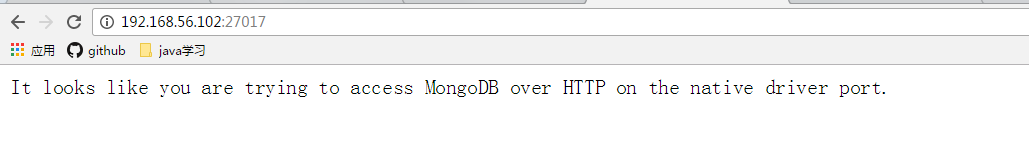 192.168.56.102:27017
应用 github java学习
It looks like you are trying to access MongoDB over HTTP on the native driver port.